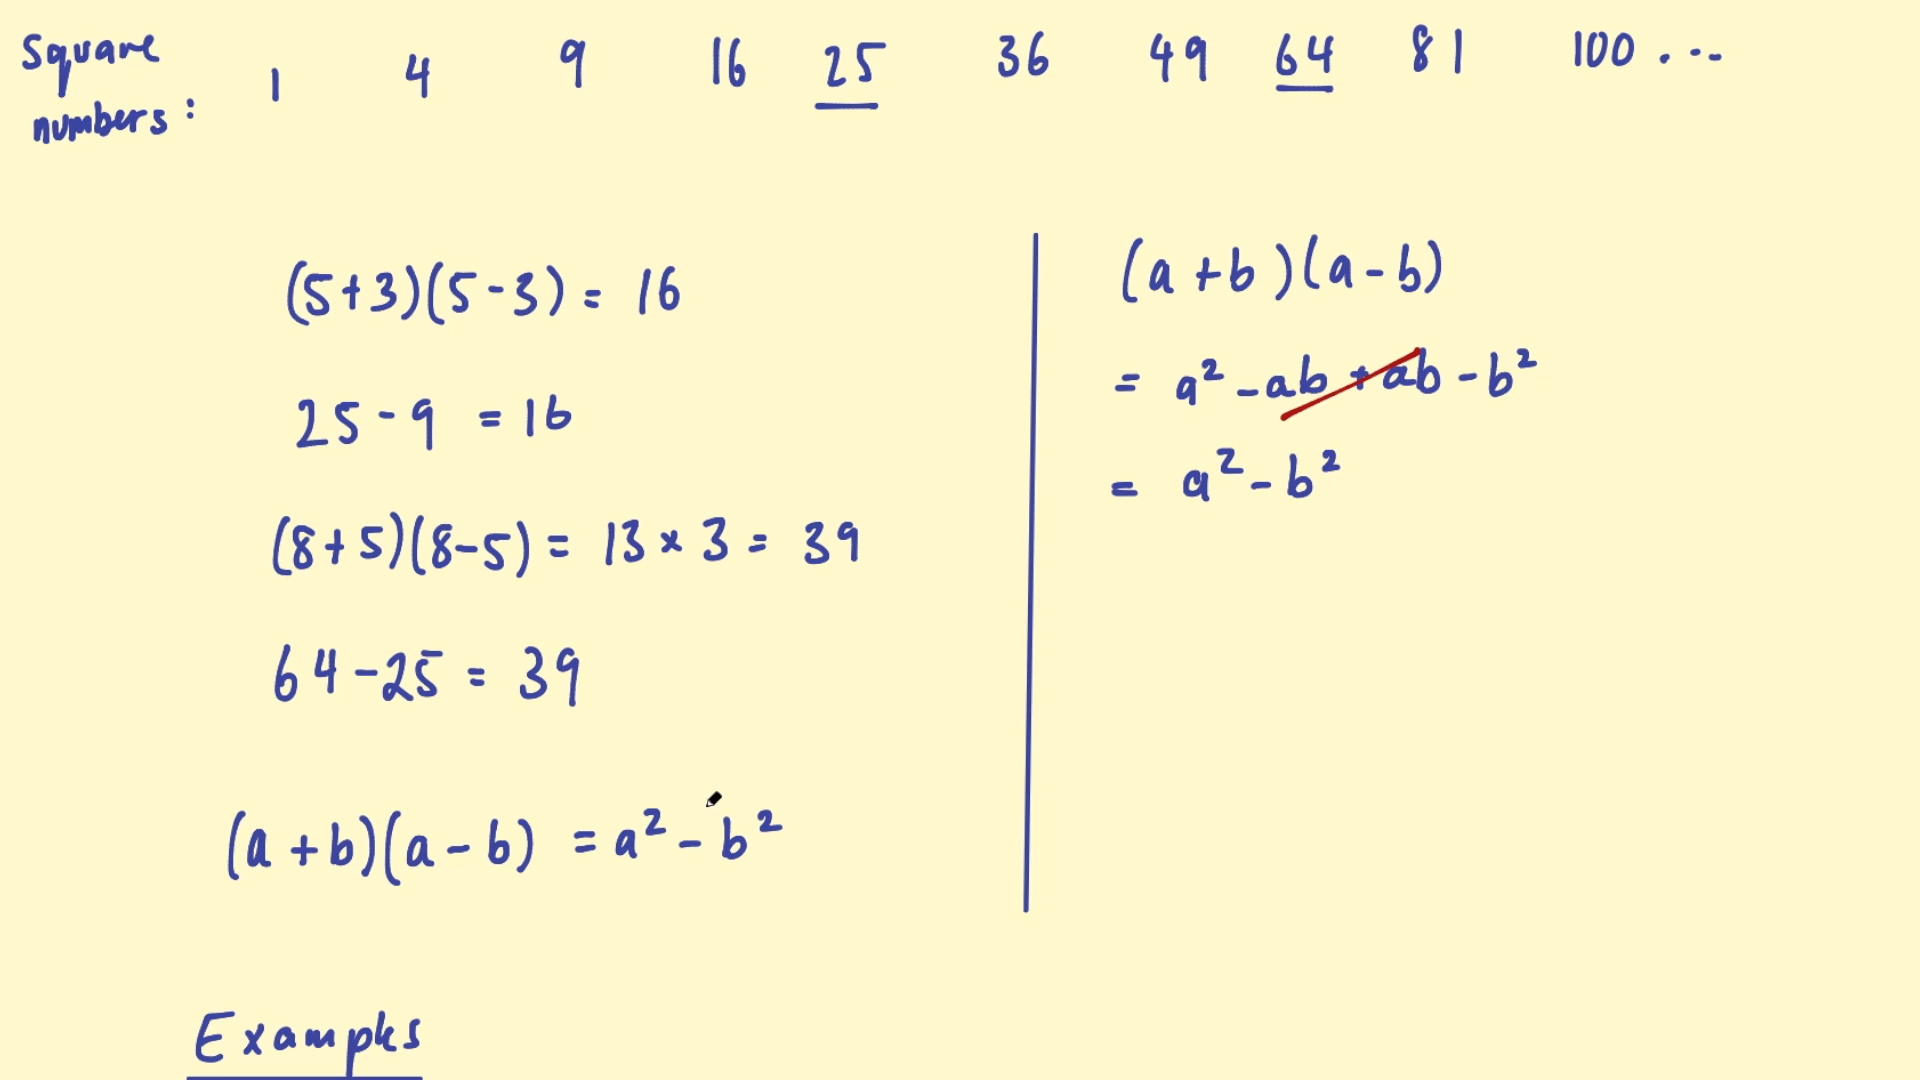 Square numbers: 1 4 9 16 25 36 49 64 81 100 ...
(5+3)(5-3) = 16
25 - 9 = 16
(8+5)(8-5) = 13 × 3 = 39
64 - 25 = 39
(a + b)(a - b) = a² - b²
(a + b)(a - b)
= a² - ab + ab - b²
= a² - b²
Examples